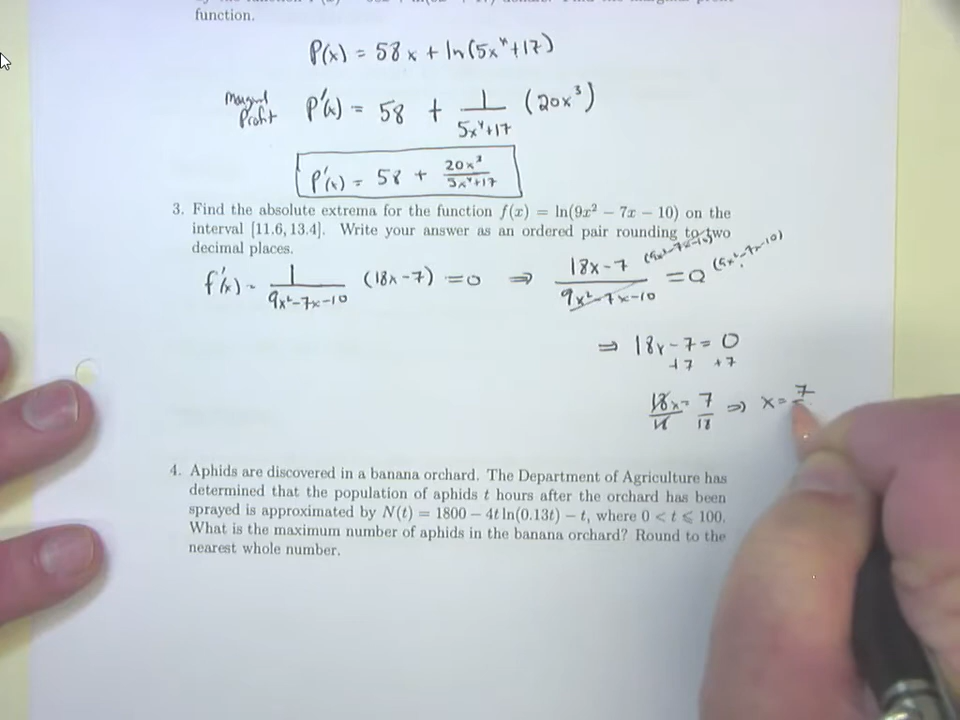 function.
P(x) = 58x + ln(5x⁴+17)
Marginal Profit P'(x) = 58 + 1/(5x⁴+17) (20x³)
P'(x) = 58 + 20x³/(5x⁴+17)
3. Find the absolute extrema for the function f(x) = ln(9x² − 7x − 10) on the
interval [11.6, 13.4]. Write your answer as an ordered pair rounding to two
decimal places.
f'(x) = 1/(9x²−7x−10) (18x−7) = 0 ⇒ (18x−7)/(9x²−7x−10) (9x²−7x−10) = 0 (9x²−7x−10)
⇒ 18x − 7 = 0
+7 +7
18x/18 = 7/18 ⇒ x = 7
4. Aphids are discovered in a banana orchard. The Department of Agriculture has
determined that the population of aphids t hours after the orchard has been
sprayed is approximated by N(t) = 1800 − 4t ln(0.13t) − t, where 0 < t ⩽ 100.
What is the maximum number of aphids in the banana orchard? Round to the
nearest whole number.